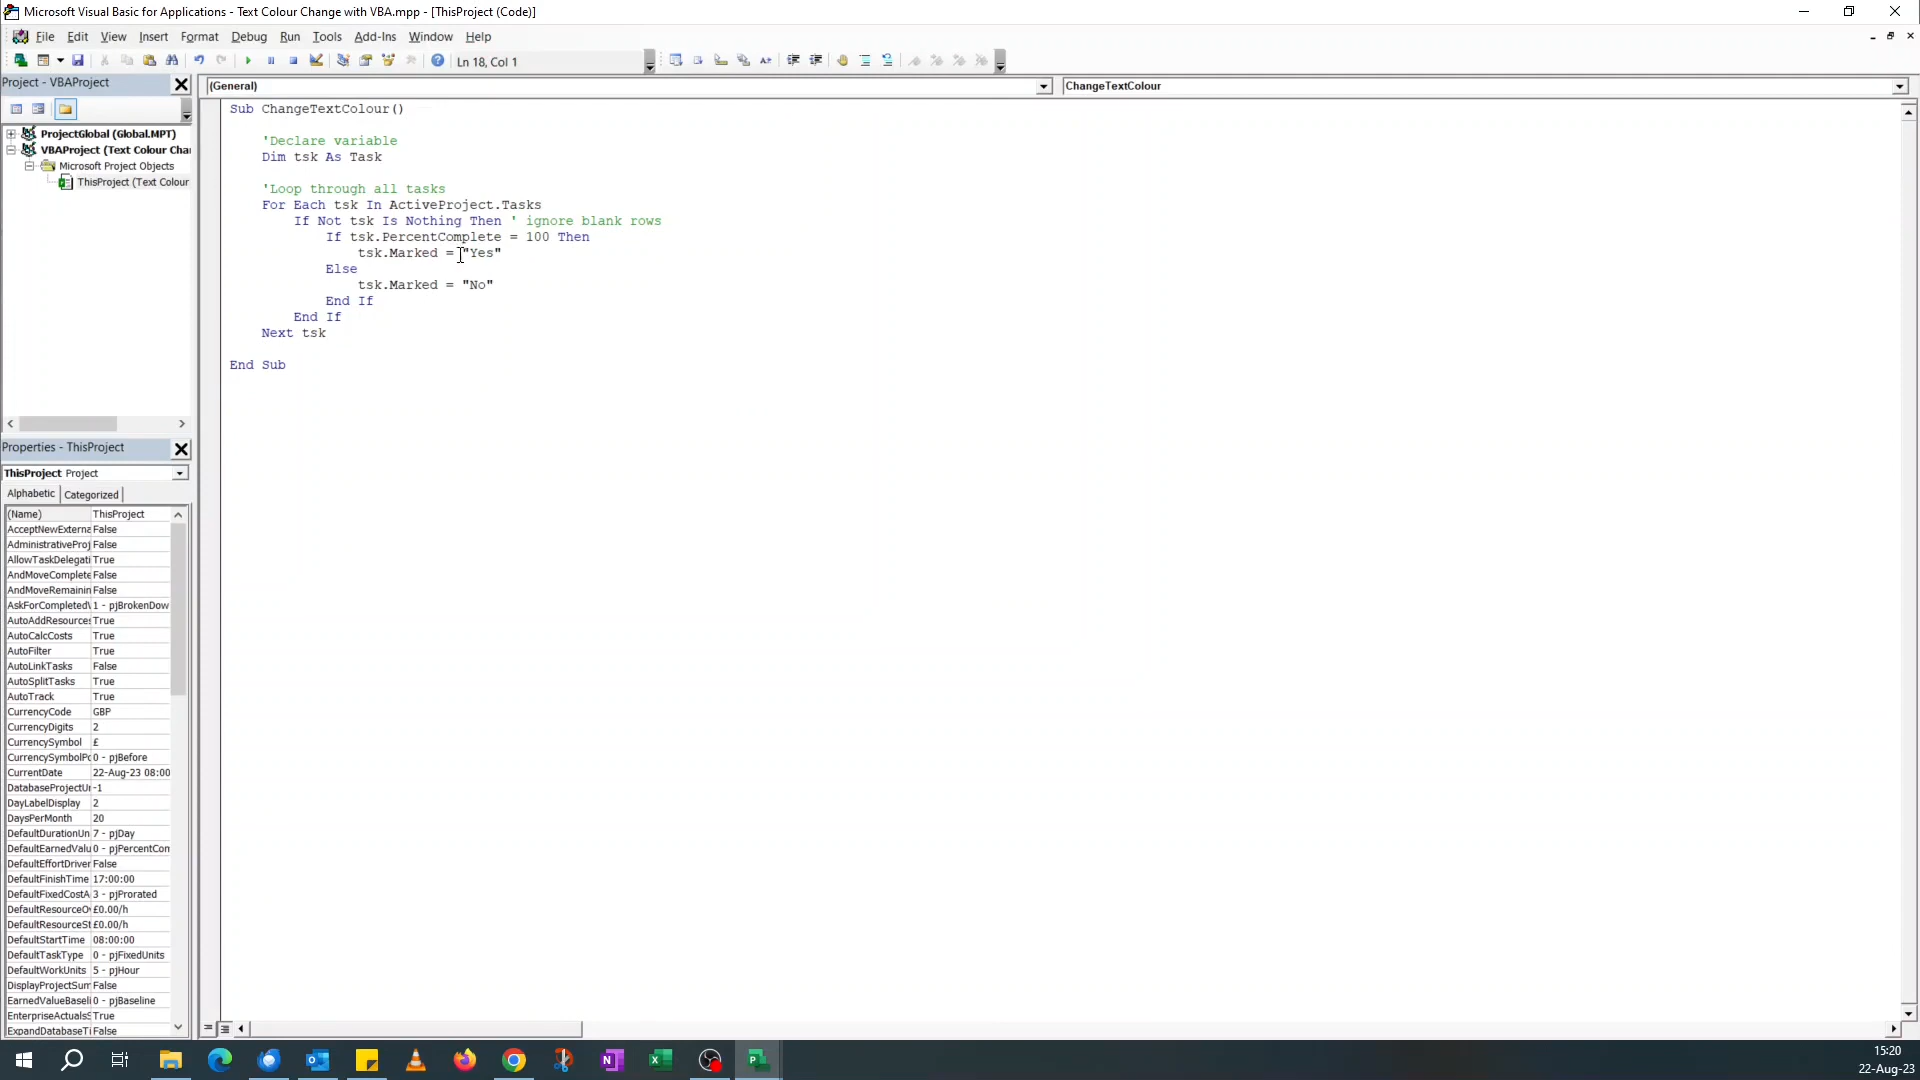 Microsoft Visual Basic for Applications - Text Colour Change with VBA.mpp - [ThisProject (Code)]
File Edit View Insert Format Debug Run Tools Add-Ins Window Help
Ln 18, Col 1
Project - VBAProject
(General)
ChangeTextColour
ProjectGlobal (Global.MPT)
VBAProject (Text Colour Cha
Microsoft Project Objects
ThisProject (Text Colour
Sub ChangeTextColour()
'Declare variable
Dim tsk As Task
'Loop through all tasks
For Each tsk In ActiveProject.Tasks
If Not tsk Is Nothing Then ' ignore blank rows
If tsk.PercentComplete = 100 Then
tsk.Marked = "Yes"
Else
tsk.Marked = "No"
End If
End If
Next tsk
End Sub
Properties - ThisProject
ThisProject Project
Alphabetic Categorized
(Name) ThisProject
AcceptNewExterna False
AdministrativeProj False
AllowTaskDelegati True
AndMoveComplete False
AndMoveRemainin False
AskForCompletedV 1 - pjBrokenDow
AutoAddResources True
AutoCalcCosts True
AutoFilter True
AutoLinkTasks False
AutoSplitTasks True
AutoTrack True
CurrencyCode GBP
CurrencyDigits 2
CurrencySymbol £
CurrencySymbolPo 0 - pjBefore
CurrentDate 22-Aug-23 08:00
DatabaseProjectUr -1
DayLabelDisplay 2
DaysPerMonth 20
DefaultDurationUn 7 - pjDay
DefaultEarnedValu 0 - pjPercentCon
DefaultEffortDriver False
DefaultFinishTime 17:00:00
DefaultFixedCostA 3 - pjProrated
DefaultResourceOv £0.00/h
DefaultResourceSt £0.00/h
DefaultStartTime 08:00:00
DefaultTaskType 0 - pjFixedUnits
DefaultWorkUnits 5 - pjHour
DisplayProjectSum False
EarnedValueBaseli 0 - pjBaseline
EnterpriseActualsS True
ExpandDatabaseTi False
15:20
22-Aug-23